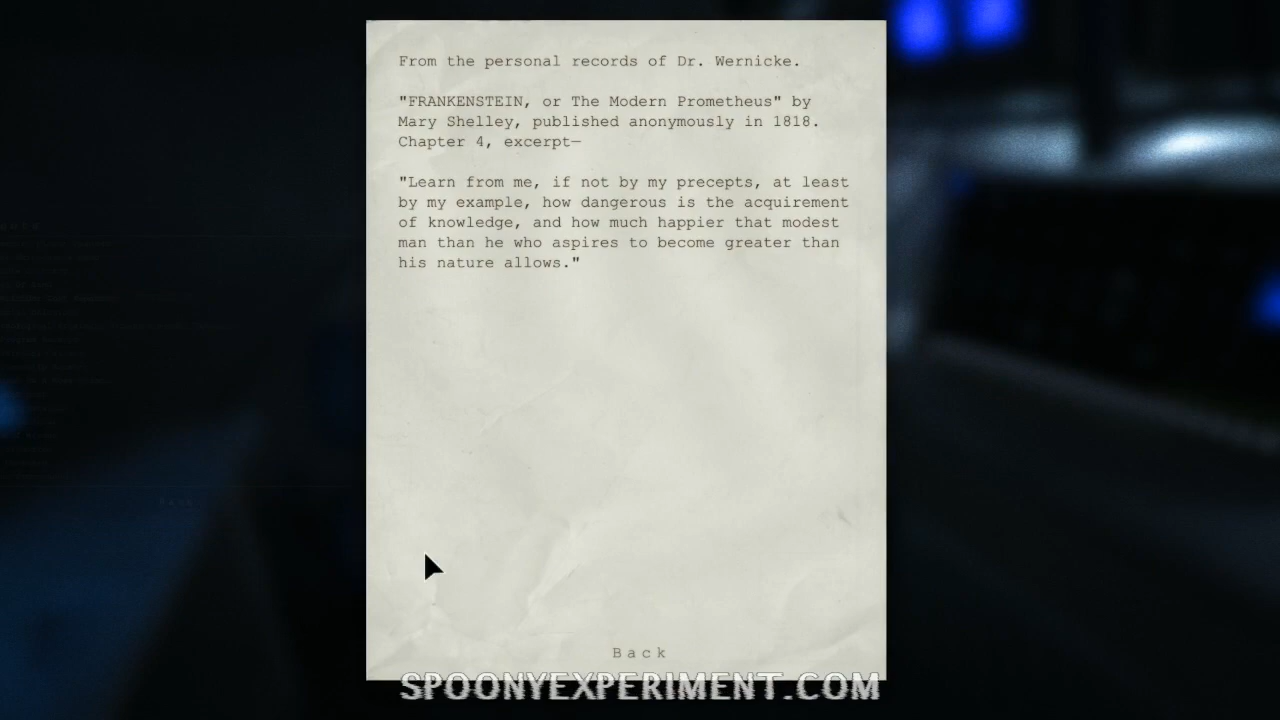 From the personal records of Dr. Wernicke.
"FRANKENSTEIN, or The Modern Prometheus" by
Mary Shelley, published anonymously in 1818.
Chapter 4, excerpt—
"Learn from me, if not by my precepts, at least
by my example, how dangerous is the acquirement
of knowledge, and how much happier that modest
man than he who aspires to become greater than
his nature allows."
Back
SPOONYEXPERIMENT.COM